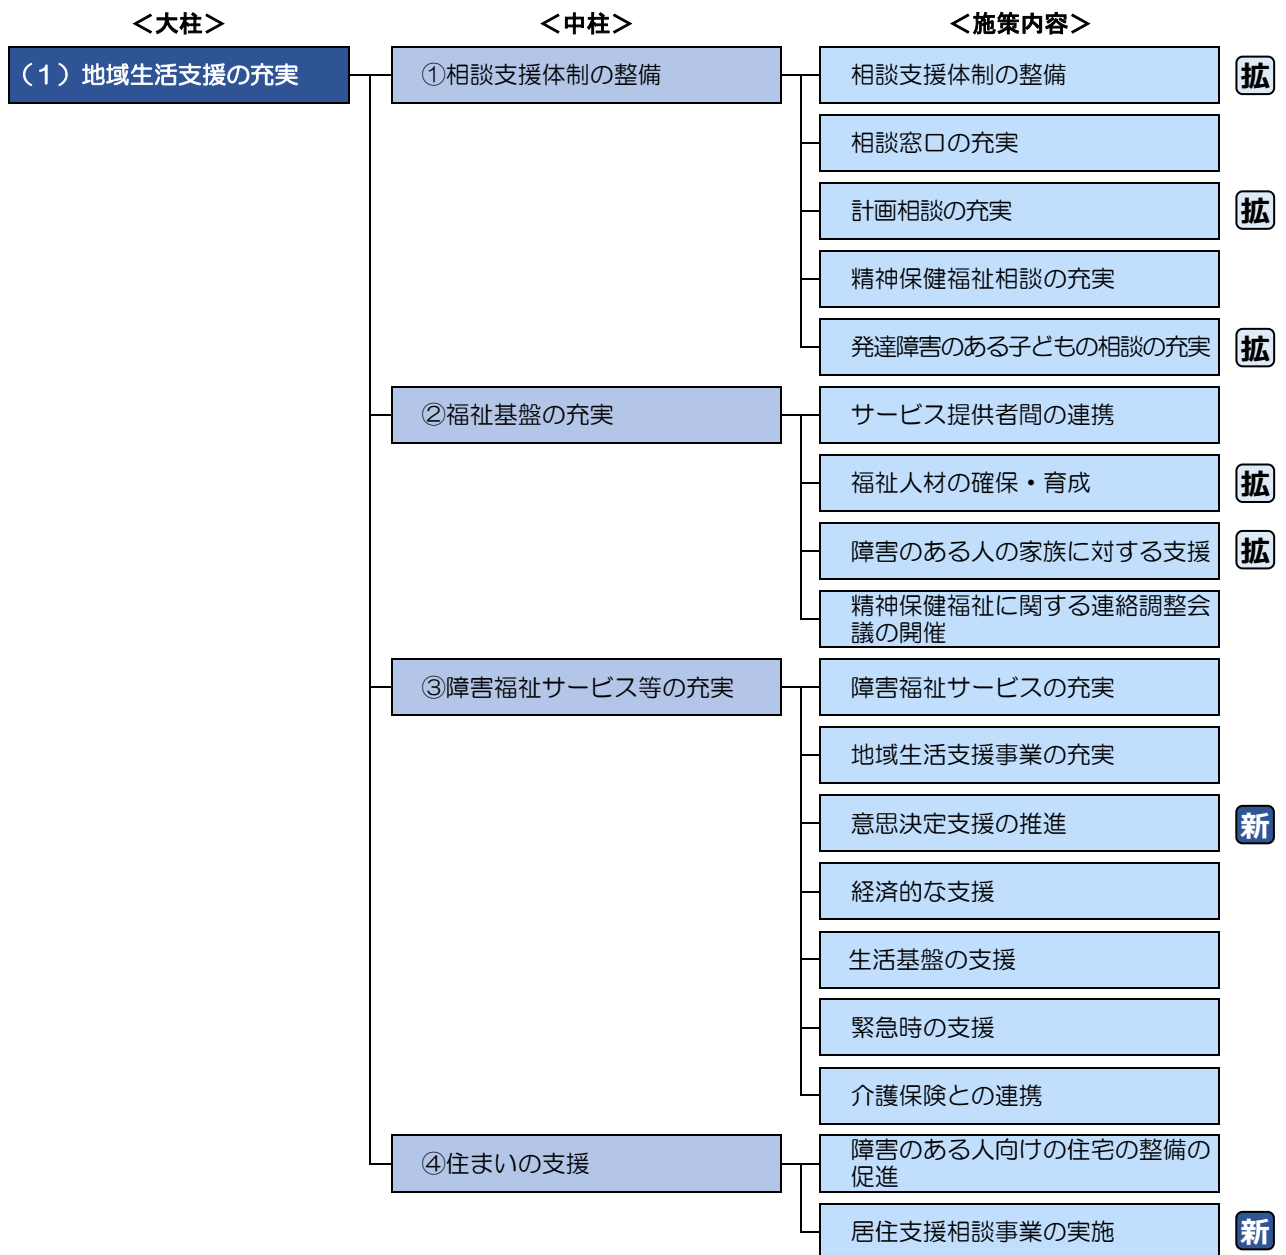 ＜大柱＞
＜中柱＞
＜施策内容＞
（１）地域生活支援の充実
①相談支援体制の整備
相談支援体制の整備
拡
相談窓口の充実
計画相談の充実
拡
精神保健福祉相談の充実
発達障害のある子どもの相談の充実
拡
②福祉基盤の充実
サービス提供者間の連携
福祉人材の確保・育成
拡
障害のある人の家族に対する支援
拡
精神保健福祉に関する連絡調整会
議の開催
③障害福祉サービス等の充実
障害福祉サービスの充実
地域生活支援事業の充実
意思決定支援の推進
新
経済的な支援
生活基盤の支援
緊急時の支援
介護保険との連携
④住まいの支援
障害のある人向けの住宅の整備の
促進
居住支援相談事業の実施
新